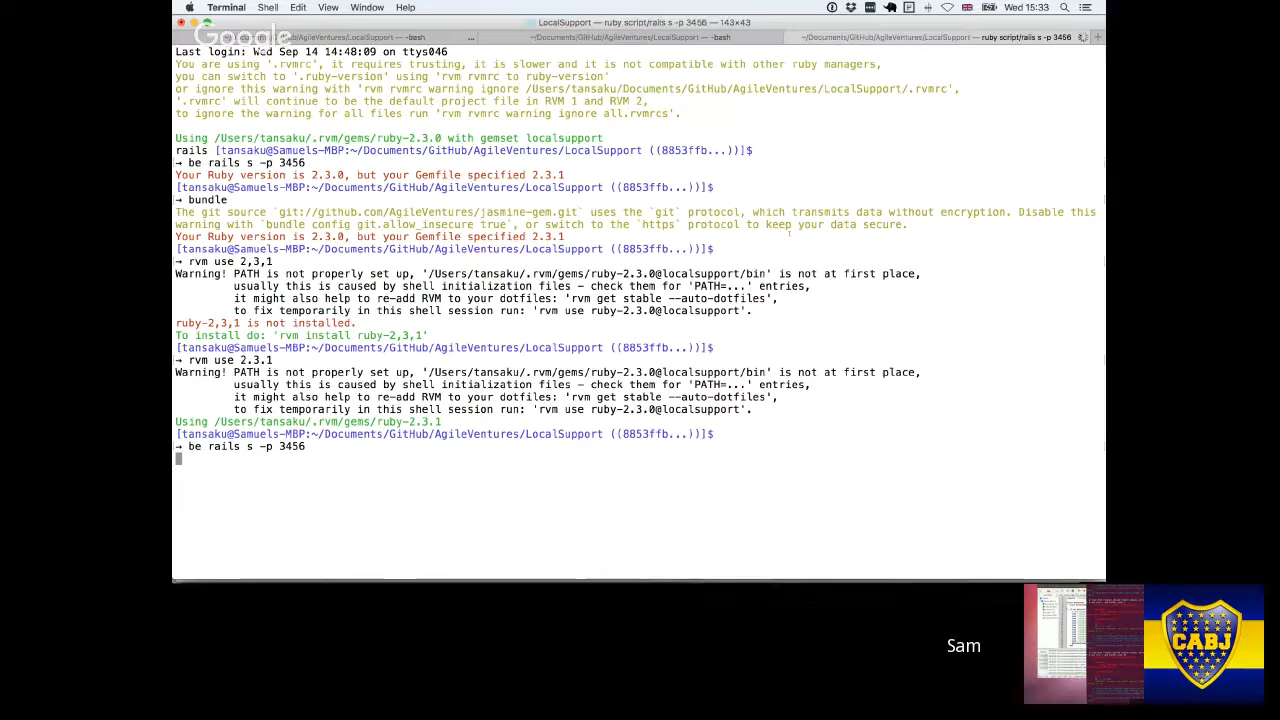 Terminal Shell Edit View Window Help Wed 15:33
LocalSupport — ruby script/rails s -p 3456 — 143×43
Google
~/Documents/GitHub/AgileVentures/LocalSupport — -bash ... ~/Documents/GitHub/AgileVentures/LocalSupport — -bash ~/Documents/GitHub/AgileVentures/LocalSupport — ruby script/rails s -p 3456 +
Last login: Wed Sep 14 14:48:09 on ttys046
You are using '.rvmrc', it requires trusting, it is slower and it is not compatible with other ruby managers,
you can switch to '.ruby-version' using 'rvm rvmrc to ruby-version'
or ignore this warning with 'rvm rvmrc warning ignore /Users/tansaku/Documents/GitHub/AgileVentures/LocalSupport/.rvmrc',
'.rvmrc' will continue to be the default project file in RVM 1 and RVM 2,
to ignore the warning for all files run 'rvm rvmrc warning ignore all.rvmrcs'.
Using /Users/tansaku/.rvm/gems/ruby-2.3.0 with gemset localsupport
rails [tansaku@Samuels-MBP:~/Documents/GitHub/AgileVentures/LocalSupport ((8853ffb...))]$
→ be rails s -p 3456
Your Ruby version is 2.3.0, but your Gemfile specified 2.3.1
[tansaku@Samuels-MBP:~/Documents/GitHub/AgileVentures/LocalSupport ((8853ffb...))]$
→ bundle
The git source `git://github.com/AgileVentures/jasmine-gem.git` uses the `git` protocol, which transmits data without encryption. Disable this
warning with `bundle config git.allow_insecure true`, or switch to the `https` protocol to keep your data secure.
Your Ruby version is 2.3.0, but your Gemfile specified 2.3.1
[tansaku@Samuels-MBP:~/Documents/GitHub/AgileVentures/LocalSupport ((8853ffb...))]$
→ rvm use 2,3,1
Warning! PATH is not properly set up, '/Users/tansaku/.rvm/gems/ruby-2.3.0@localsupport/bin' is not at first place,
usually this is caused by shell initialization files - check them for 'PATH=...' entries,
it might also help to re-add RVM to your dotfiles: 'rvm get stable --auto-dotfiles',
to fix temporarily in this shell session run: 'rvm use ruby-2.3.0@localsupport'.
ruby-2,3,1 is not installed.
To install do: 'rvm install ruby-2,3,1'
[tansaku@Samuels-MBP:~/Documents/GitHub/AgileVentures/LocalSupport ((8853ffb...))]$
→ rvm use 2.3.1
Warning! PATH is not properly set up, '/Users/tansaku/.rvm/gems/ruby-2.3.0@localsupport/bin' is not at first place,
usually this is caused by shell initialization files - check them for 'PATH=...' entries,
it might also help to re-add RVM to your dotfiles: 'rvm get stable --auto-dotfiles',
to fix temporarily in this shell session run: 'rvm use ruby-2.3.0@localsupport'.
Using /Users/tansaku/.rvm/gems/ruby-2.3.1
[tansaku@Samuels-MBP:~/Documents/GitHub/AgileVentures/LocalSupport ((8853ffb...))]$
→ be rails s -p 3456
Sam
CABJ